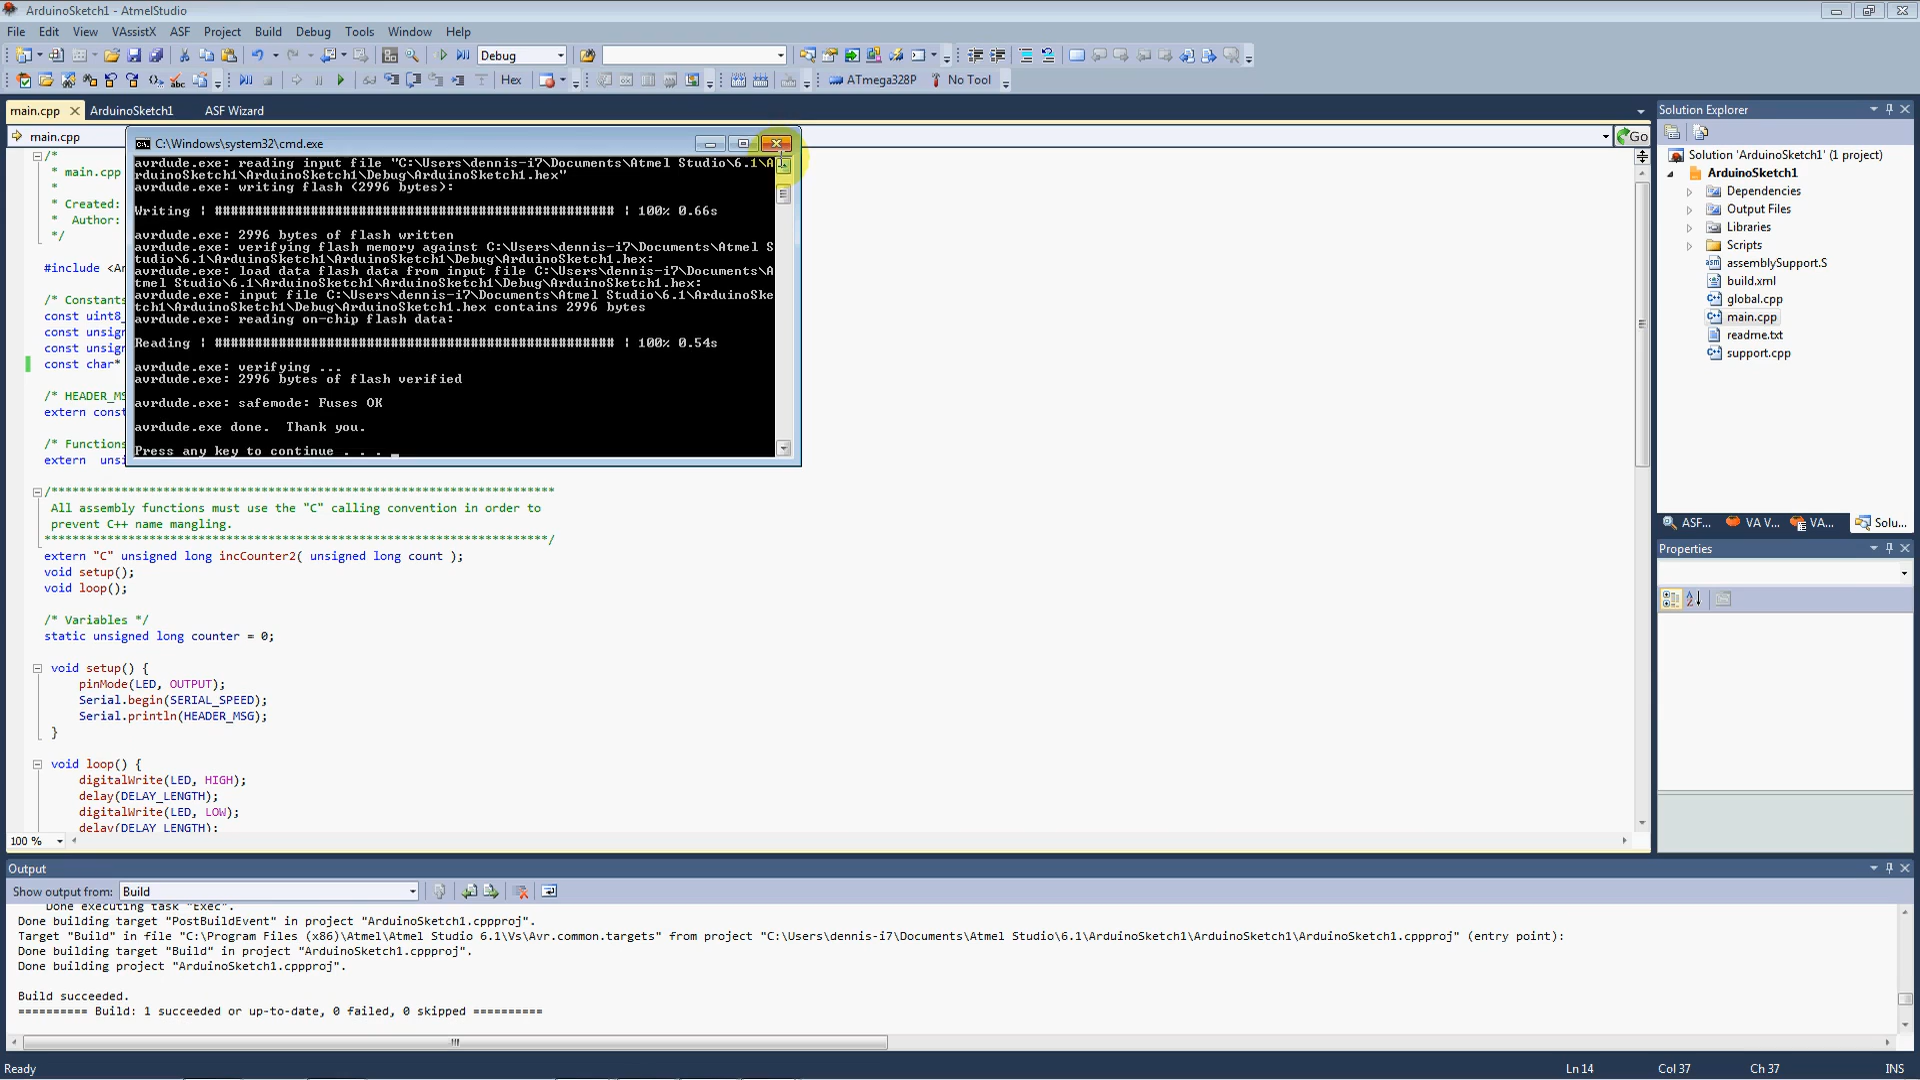 ArduinoSketch1 - AtmelStudio
File Edit View VAssistX ASF Project Build Debug Tools Window Help
Debug
Hex ATmega328P No Tool
main.cpp ArduinoSketch1 ASF Wizard
main.cpp Go
C:\Windows\system32\cmd.exe
avrdude.exe: reading input file "C:\Users\dennis-i7\Documents\Atmel Studio\6.1\A
rduinoSketch1\ArduinoSketch1\Debug\ArduinoSketch1.hex"
avrdude.exe: writing flash (2996 bytes):
Writing | ################################################## | 100% 0.66s
avrdude.exe: 2996 bytes of flash written
avrdude.exe: verifying flash memory against C:\Users\dennis-i7\Documents\Atmel S
tudio\6.1\ArduinoSketch1\ArduinoSketch1\Debug\ArduinoSketch1.hex:
avrdude.exe: load data flash data from input file C:\Users\dennis-i7\Documents\A
tmel Studio\6.1\ArduinoSketch1\ArduinoSketch1\Debug\ArduinoSketch1.hex:
avrdude.exe: input file C:\Users\dennis-i7\Documents\Atmel Studio\6.1\ArduinoSke
tch1\ArduinoSketch1\Debug\ArduinoSketch1.hex contains 2996 bytes
avrdude.exe: reading on-chip flash data:
Reading | ################################################## | 100% 0.54s
avrdude.exe: verifying ...
avrdude.exe: 2996 bytes of flash verified
avrdude.exe: safemode: Fuses OK
avrdude.exe done.  Thank you.
Press any key to continue . . . _
/*
* main.cpp
*
* Created:
* Author:
*/
#include <Ar
/* Constants
const uint8_
const unsign
const unsign
const char*
/* HEADER_MS
extern const
/* Functions
extern  unsi
/************************************************************************
All assembly functions must use the "C" calling convention in order to
prevent C++ name mangling.
************************************************************************/
extern "C" unsigned long incCounter2( unsigned long count );
void setup();
void loop();
/* Variables */
static unsigned long counter = 0;
void setup() {
pinMode(LED, OUTPUT);
Serial.begin(SERIAL_SPEED);
Serial.println(HEADER_MSG);
}
void loop() {
digitalWrite(LED, HIGH);
delay(DELAY_LENGTH);
digitalWrite(LED, LOW);
delay(DELAY_LENGTH);
100 %
Solution Explorer
Solution 'ArduinoSketch1' (1 project)
ArduinoSketch1
Dependencies
Output Files
Libraries
Scripts
assemblySupport.S
build.xml
global.cpp
main.cpp
readme.txt
support.cpp
ASF... VA V... VA... Solu...
Properties
Output
Show output from: Build
Done executing task "Exec".
Done building target "PostBuildEvent" in project "ArduinoSketch1.cppproj".
Target "Build" in file "C:\Program Files (x86)\Atmel\Atmel Studio 6.1\Vs\Avr.common.targets" from project "C:\Users\dennis-i7\Documents\Atmel Studio\6.1\ArduinoSketch1\ArduinoSketch1\ArduinoSketch1.cppproj" (entry point):
Done building target "Build" in project "ArduinoSketch1.cppproj".
Done building project "ArduinoSketch1.cppproj".
Build succeeded.
========== Build: 1 succeeded or up-to-date, 0 failed, 0 skipped ==========
Ready Ln 14 Col 37 Ch 37 INS